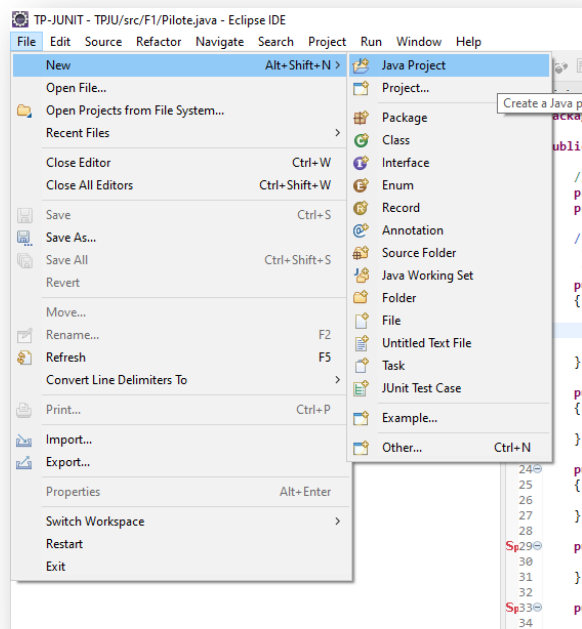 TP-JUNIT - TPJU/src/F1/Pilote.java - Eclipse IDE
File Edit Source Refactor Navigate Search Project Run Window Help
New Alt+Shift+N >
Open File...
Open Projects from File System...
Recent Files >
Close Editor Ctrl+W
Close All Editors Ctrl+Shift+W
Save Ctrl+S
Save As...
Save All Ctrl+Shift+S
Revert
Move...
Rename... F2
Refresh F5
Convert Line Delimiters To >
Print... Ctrl+P
Import...
Export...
Properties Alt+Enter
Switch Workspace >
Restart
Exit
Java Project
Project...
Create a Java p
Package
Class
Interface
Enum
Record
Annotation
Source Folder
Java Working Set
Folder
File
Untitled Text File
Task
JUnit Test Case
Example...
Other... Ctrl+N
acka
ublic
/
p
p
/
p
{
}
p
{
}
24 p
25 {
26
27 }
28
29 p
30
31 }
32
33 p
34